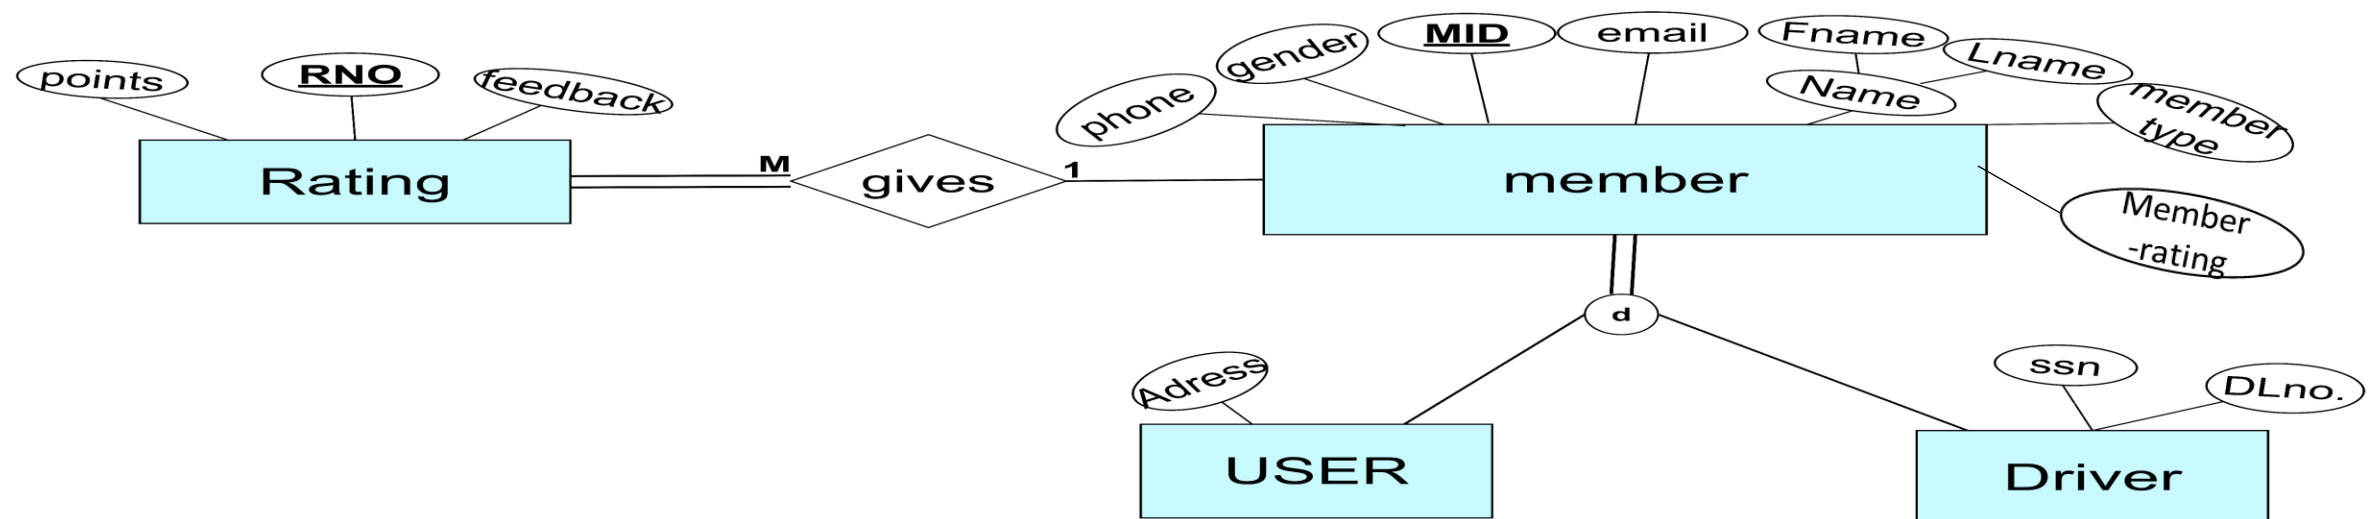 points
RNO
feedback
Rating
M
gives
1
phone
gender
MID
email
Fname
Lname
Name
member
type
member
Member
-rating
d
Adress
USER
ssn
DLno.
Driver